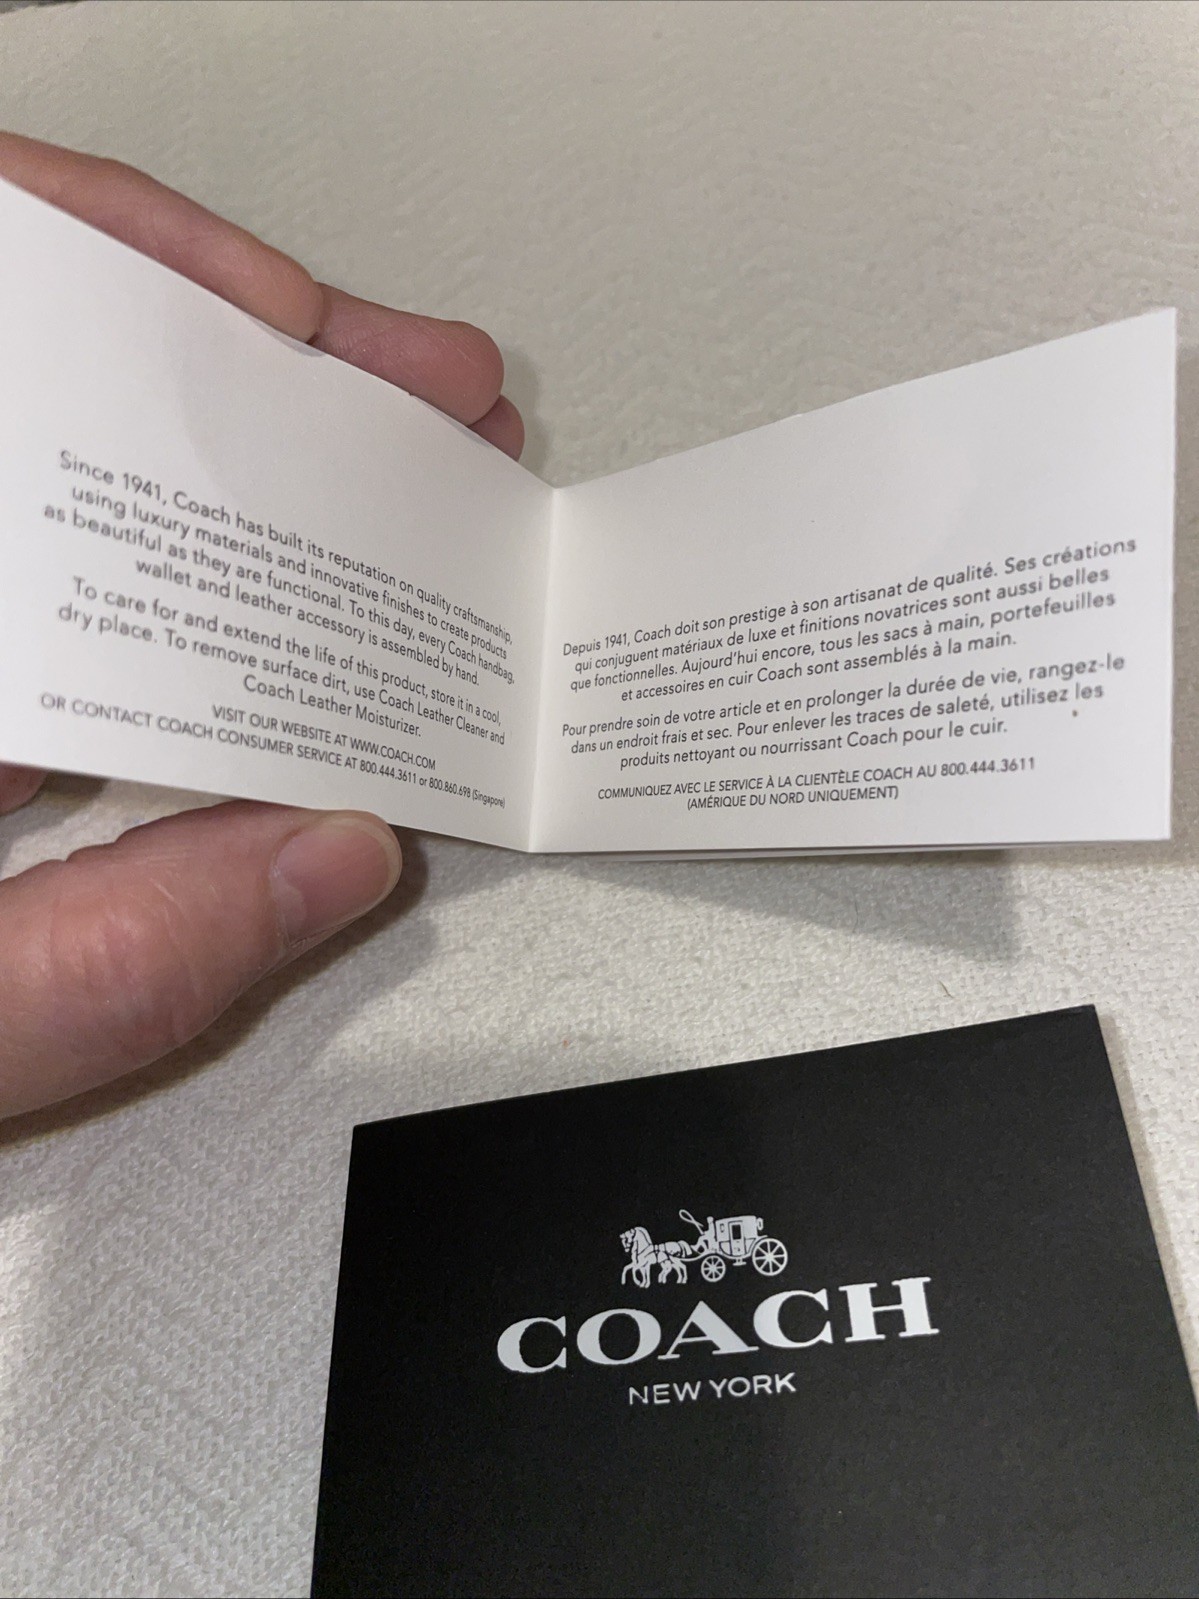 Since 1941, Coach has built its reputation on quality craftsmanship,
using luxury materials and innovative finishes to create products
as beautiful as they are functional. To this day, every Coach handbag,
wallet and leather accessory is assembled by hand.
To care for and extend the life of this product, store it in a cool,
dry place. To remove surface dirt, use Coach Leather Cleaner and
Coach Leather Moisturizer.
VISIT OUR WEBSITE AT WWW.COACH.COM
OR CONTACT COACH CONSUMER SERVICE AT 800.444.3611 or 800.860.698 (Singapore)
Depuis 1941, Coach doit son prestige à son artisanat de qualité. Ses créations
qui conjuguent matériaux de luxe et finitions novatrices sont aussi belles
que fonctionnelles. Aujourd'hui encore, tous les sacs à main, portefeuilles
et accessoires en cuir Coach sont assemblés à la main.
Pour prendre soin de votre article et en prolonger la durée de vie, rangez-le
dans un endroit frais et sec. Pour enlever les traces de saleté, utilisez les
produits nettoyant ou nourrissant Coach pour le cuir.
COMMUNIQUEZ AVEC LE SERVICE À LA CLIENTÈLE COACH AU 800.444.3611
(AMÉRIQUE DU NORD UNIQUEMENT)
COACH
NEW YORK